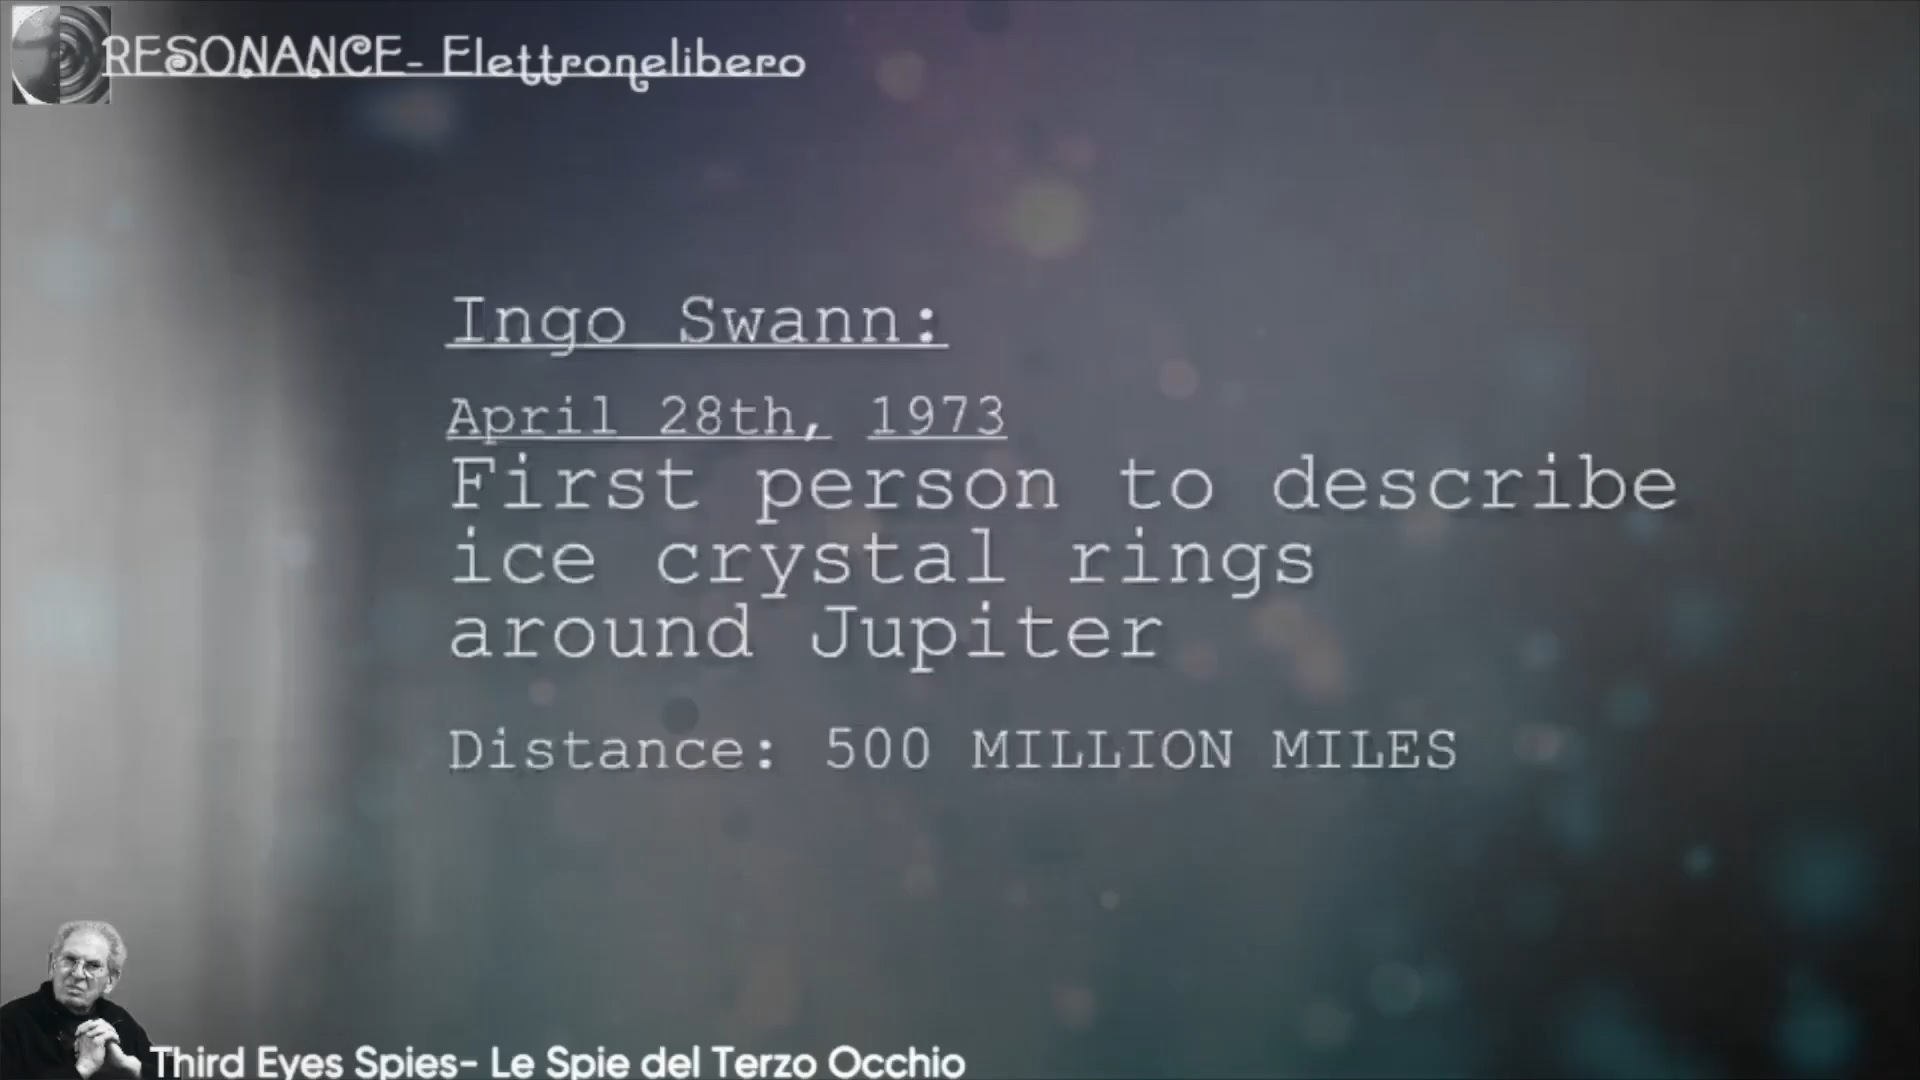 RESONANCE- Elettronelibero
Ingo Swann:
April 28th, 1973
First person to describe
ice crystal rings
around Jupiter
Distance: 500 MILLION MILES
Third Eyes Spies- Le Spie del Terzo Occhio